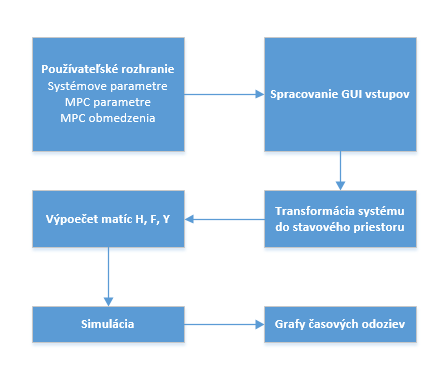 Používateľské rozhranie
Systémove parametre
MPC parametre
MPC obmedzenia
Spracovanie GUI vstupov
Transformácia systému
do stavového priestoru
Výpoečet matíc H, F, Y
Simulácia
Grafy časových odoziev